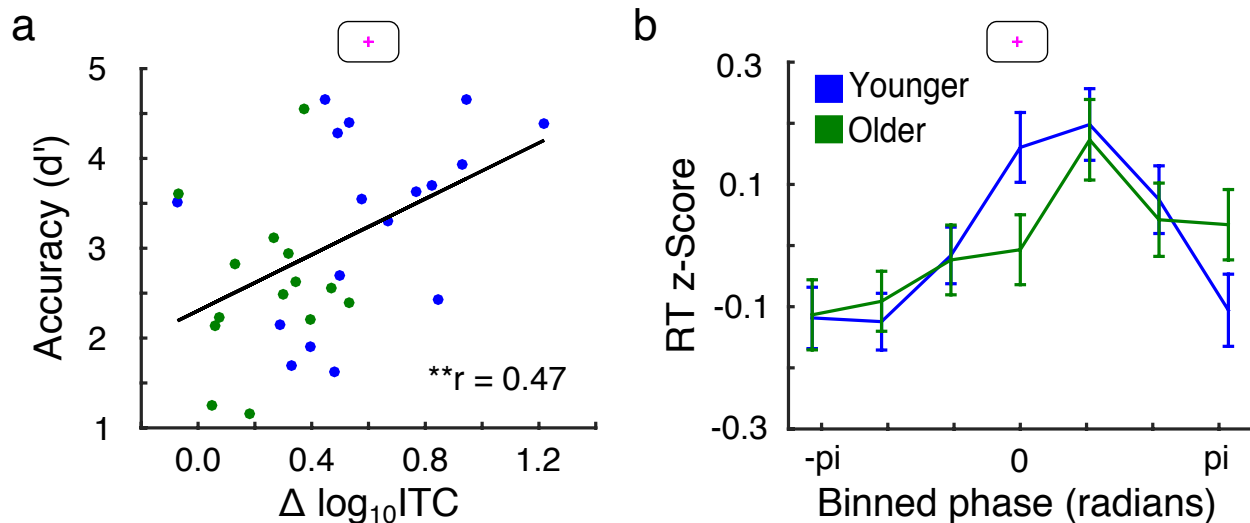 a
5
4
3
2
1
Accuracy (d')
**r = 0.47
0.0 0.4 0.8 1.2
Δ log10ITC
b
0.3
0.1
-0.1
-0.3
RT z-Score
Younger
Older
-pi 0 pi
Binned phase (radians)